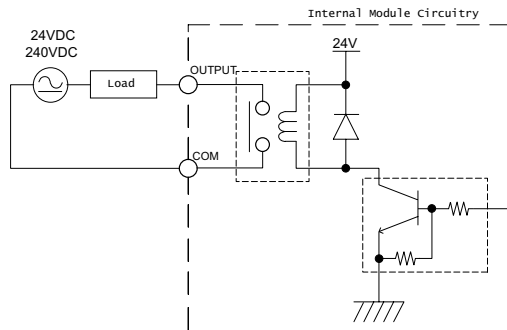 Internal Module Circuitry
24VDC
240VDC
24V
OUTPUT
Load
COM